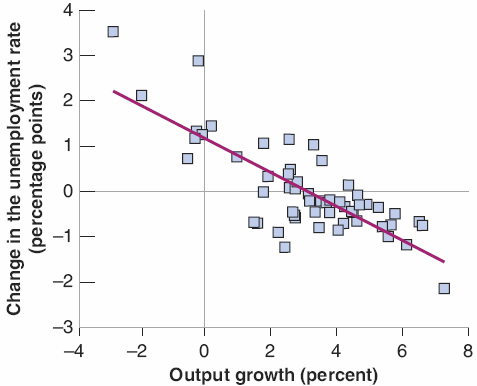 Change in the unemployment rate
(percentage points)
4
3
2
1
0
−1
−2
−3
−4 −2 0 2 4 6 8
Output growth (percent)